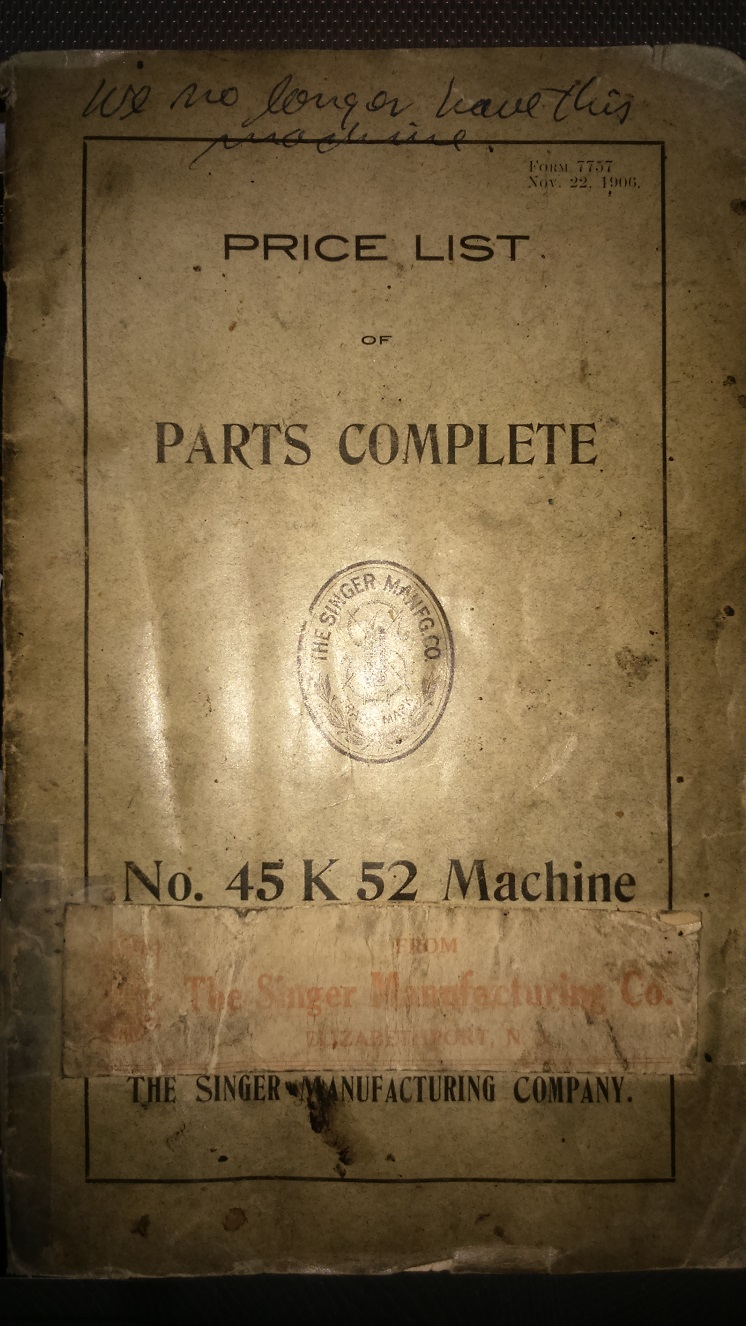 We no longer have this
machine.
FORM 7757
Nov. 22, 1906.
PRICE LIST
OF
PARTS COMPLETE
THE SINGER MANFG. CO.
TRADE MARK
No. 45 K 52 Machine
FROM
The Singer Manufacturing Co.
ELIZABETHPORT, N.
THE SINGER MANUFACTURING COMPANY.